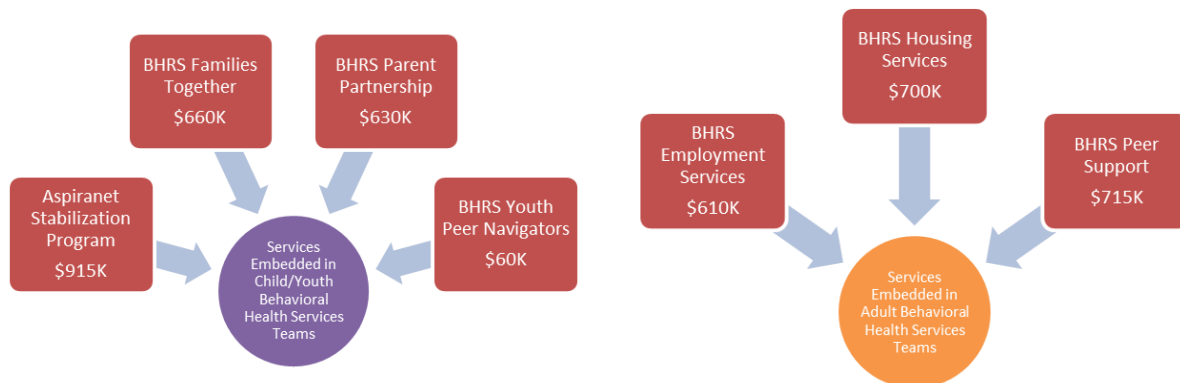 BHRS Families
Together
$660K
BHRS Parent
Partnership
$630K
Aspiranet
Stabilization
Program
$915K
BHRS Youth
Peer Navigators
$60K
Services
Embedded in
Child/Youth
Behavioral
Health Services
Teams
BHRS Housing
Services
$700K
BHRS
Employment
Services
$610K
BHRS Peer
Support
$715K
Services
Embedded in
Adult Behavioral
Health Services
Teams